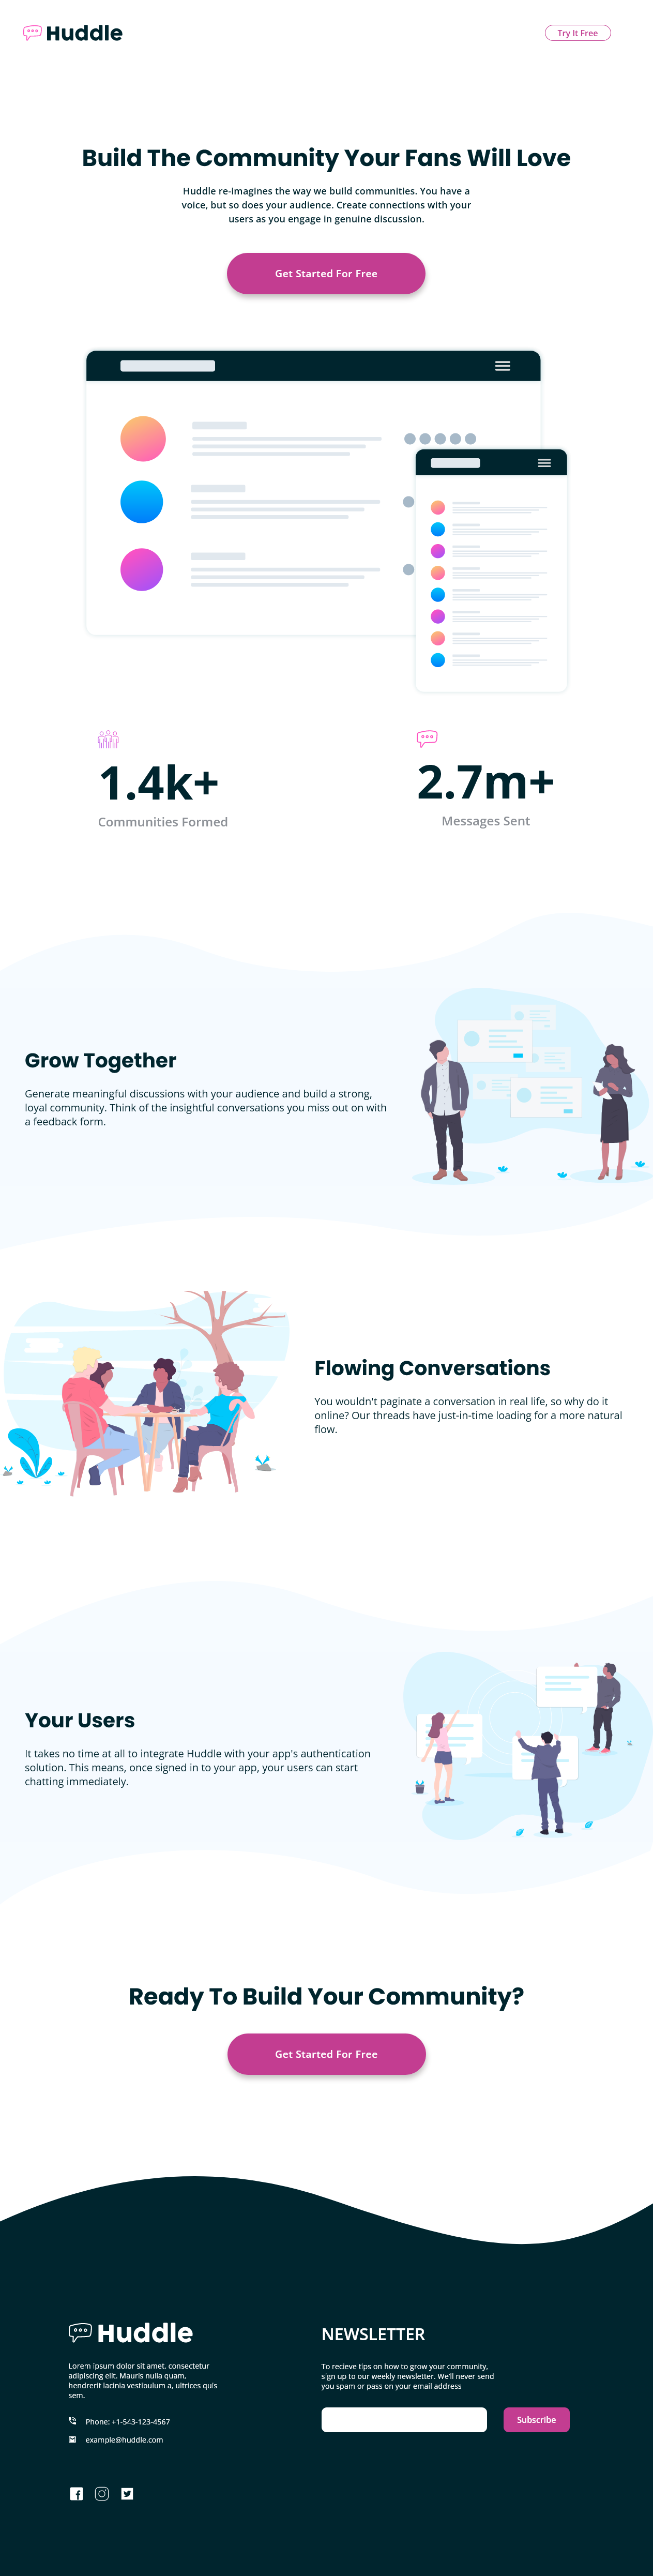 Huddle
Try It Free
Build The Community Your Fans Will Love
Huddle re-imagines the way we build communities. You have a
voice, but so does your audience. Create connections with your
users as you engage in genuine discussion.
Get Started For Free
1.4k+
Communities Formed
2.7m+
Messages Sent
Grow Together
Generate meaningful discussions with your audience and build a strong,
loyal community. Think of the insightful conversations you miss out on with
a feedback form.
Flowing Conversations
You wouldn't paginate a conversation in real life, so why do it
online? Our threads have just-in-time loading for a more natural
flow.
Your Users
It takes no time at all to integrate Huddle with your app's authentication
solution. This means, once signed in to your app, your users can start
chatting immediately.
Ready To Build Your Community?
Get Started For Free
Huddle
Lorem ipsum dolor sit amet, consectetur
adipiscing elit. Mauris nulla quam,
hendrerit lacinia vestibulum a, ultrices quis
sem.
Phone: +1-543-123-4567
example@huddle.com
NEWSLETTER
To recieve tips on how to grow your community,
sign up to our weekly newsletter. We'll never send
you spam or pass on your email address
Subscribe